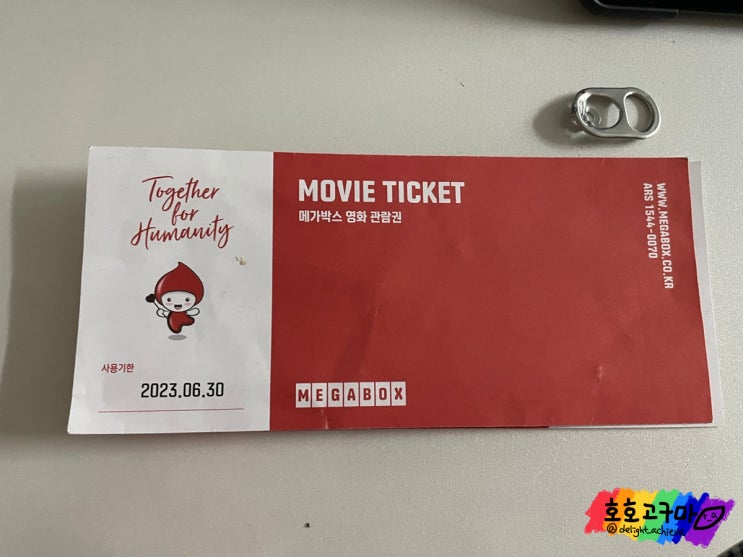 Together
for
Humanity
사용기한
2023.06.30
MOVIE TICKET
메가박스 영화 관람권
MEGABOX
WWW.MEGABOX.CO.KR
ARS 1544-0070
호호고구마